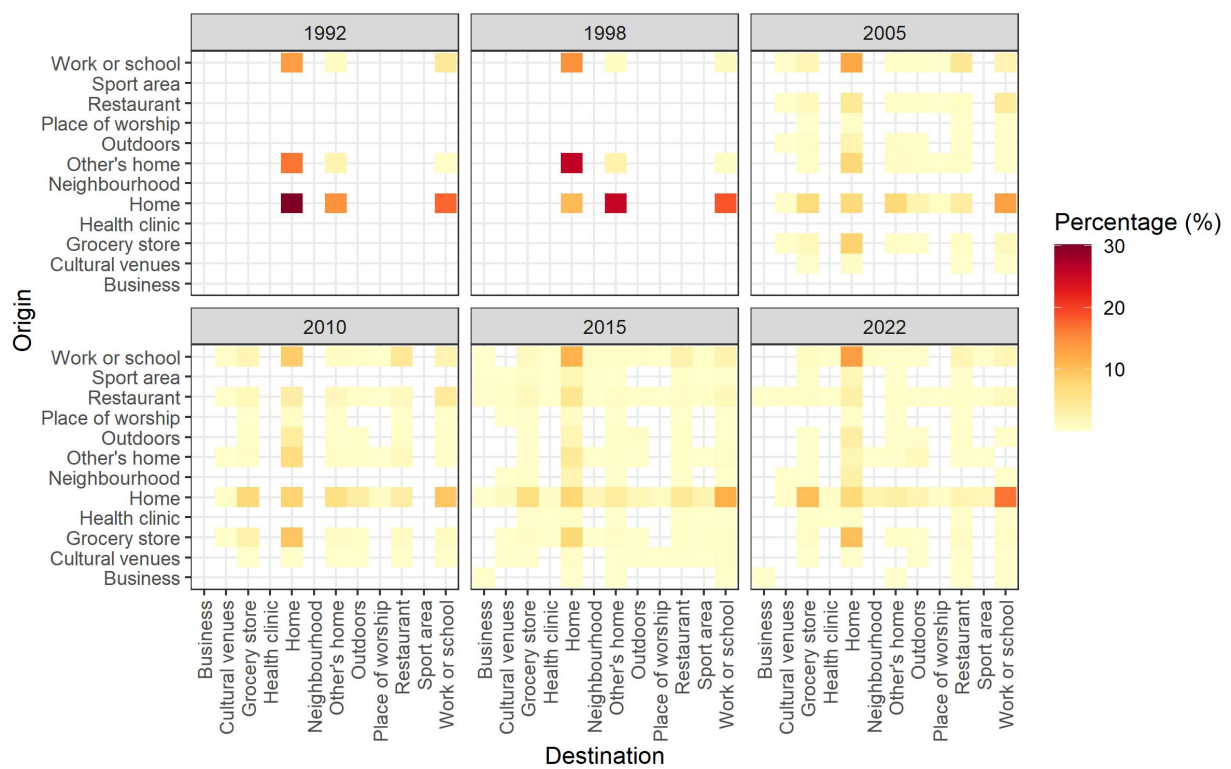 1992
1998
2005
Work or school
Sport area
Restaurant
Place of worship
Outdoors
Other's home
Neighbourhood
Home
Health clinic
Grocery store
Cultural venues
Business
Origin
2010
2015
2022
Work or school
Sport area
Restaurant
Place of worship
Outdoors
Other's home
Neighbourhood
Home
Health clinic
Grocery store
Cultural venues
Business
Business
Cultural venues
Grocery store
Health clinic
Home
Neighbourhood
Other's home
Outdoors
Place of worship
Restaurant
Sport area
Work or school
Business
Cultural venues
Grocery store
Health clinic
Home
Neighbourhood
Other's home
Outdoors
Place of worship
Restaurant
Sport area
Work or school
Business
Cultural venues
Grocery store
Health clinic
Home
Neighbourhood
Other's home
Outdoors
Place of worship
Restaurant
Sport area
Work or school
Destination
Percentage (%)
30
20
10